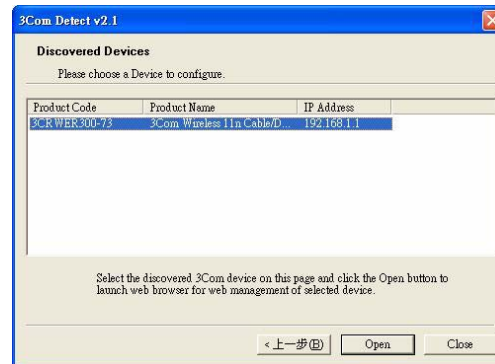 3Com Detect v2.1
Discovered Devices
Please choose a Device to configure.
Product Code Product Name IP Address
3CRWER300-73 3Com Wireless 11n Cable/D... 192.168.1.1
Select the discovered 3Com device on this page and click the Open button to
launch web browser for web management of selected device.
< 上一步(B) Open Close